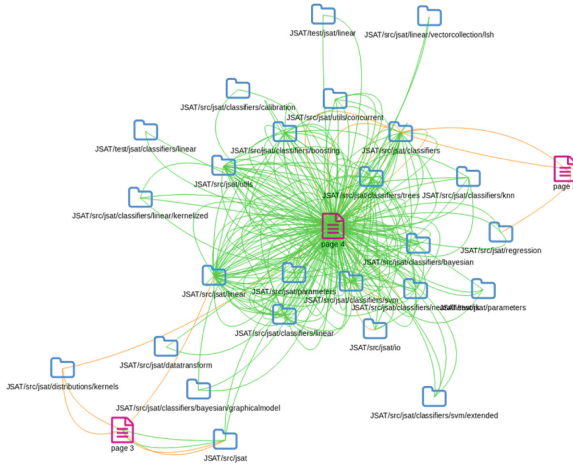 JSAT/test/jsat/linear
JSAT/src/jsat/linear/vectorcollection/lsh
JSAT/src/jsat/classifiers/calibration
JSAT/src/jsat/utils/concurrent
JSAT/test/jsat/classifiers/linear
JSAT/src/jsat/classifiers/boosting
JSAT/src/jsat/classifiers
page
JSAT/src/jsat/utils
JSAT/src/jsat/classifiers/trees
JSAT/src/jsat/classifiers/knn
JSAT/src/jsat/classifiers/linear/kernelized
page 4
JSAT/src/jsat/regression
JSAT/src/jsat/classifiers/bayesian
JSAT/src/jsat/linear
JSAT/src/jsat/parameters
JSAT/src/jsat/classifiers/svm
JSAT/src/jsat/classifiers/linear
JSAT/src/jsat/io
JSAT/src/jsat/datatransform
JSAT/src/jsat/distributions/kernels
JSAT/src/jsat/classifiers/bayesian/graphicalmodel
JSAT/src/jsat/classifiers/svm/extended
page 3
JSAT/src/jsat